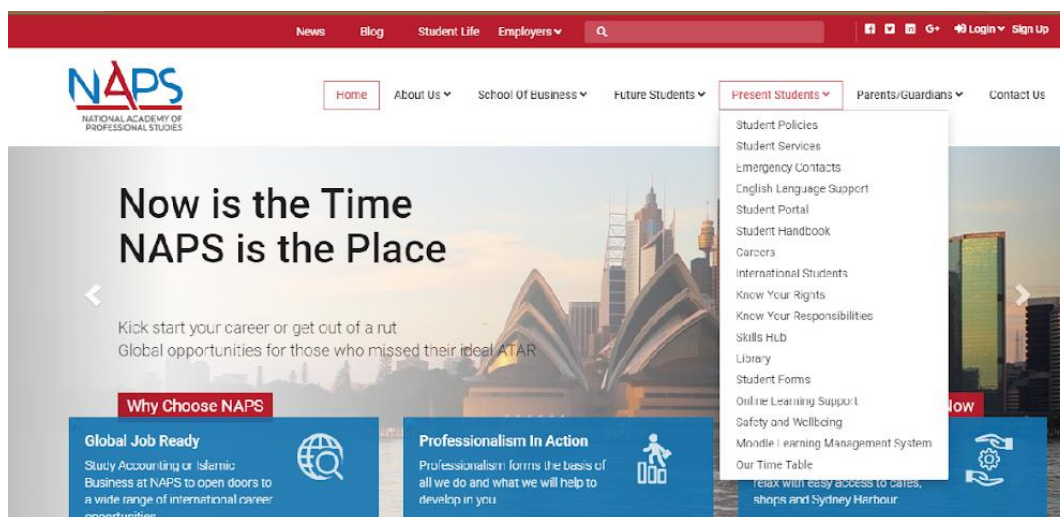 News Blog Student Life Employers Login Sign Up
NAPS
NATIONAL ACADEMY OF
PROFESSIONAL STUDIES
Home About Us School Of Business Future Students Present Students Parents/Guardians Contact Us
Student Policies
Student Services
Emergency Contacts
English Language Support
Student Portal
Student Handbook
Careers
International Students
Know Your Rights
Know Your Responsibilities
Skills Hub
Library
Student Forms
Online Learning Support
Safety and Wellbeing
Moodle Learning Management System
Our Time Table
Now is the Time
NAPS is the Place
Kick start your career or get out of a rut
Global opportunities for those who missed their ideal ATAR
Why Choose NAPS
Global Job Ready
Study Accounting or Islamic
Business at NAPS to open doors to
a wide range of international career
opportunities
Professionalism In Action
Professionalism forms the basis of
all we do and what we will help to
develop in you.
Now
relax with easy access to cafes,
shops and Sydney Harbour.